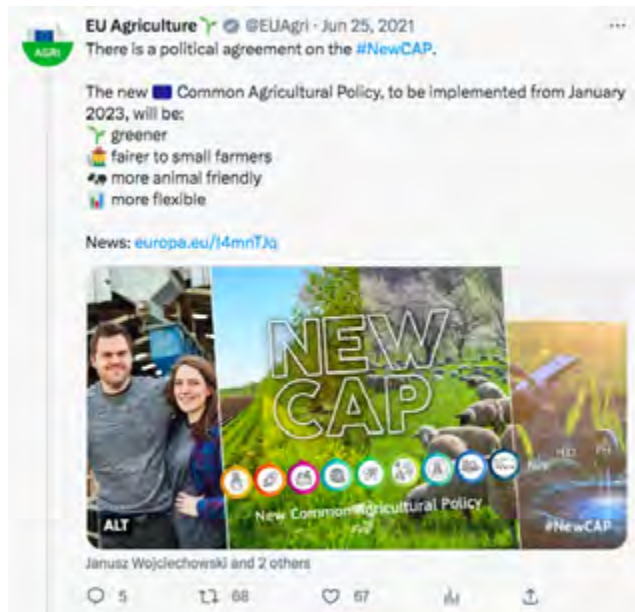 AGRI
EU Agriculture @EUAgri · Jun 25, 2021
There is a political agreement on the #NewCAP.
The new Common Agricultural Policy, to be implemented from January
2023, will be:
greener
fairer to small farmers
more animal friendly
more flexible
News: europa.eu/!4mnTJq
NEW
CAP
New Common Agricultural Policy
ALT
#NewCAP
Janusz Wojciechowski and 2 others
5 68 67